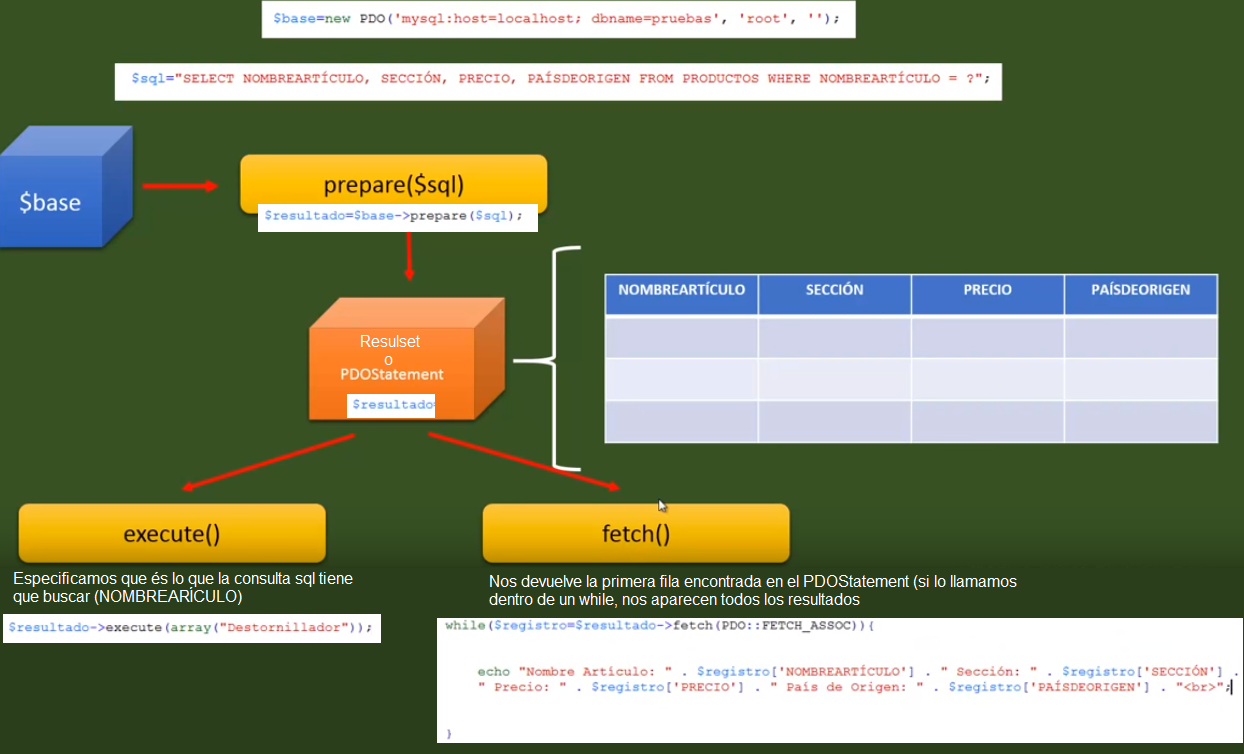 $base=new PDO('mysql:host=localhost; dbname=pruebas', 'root', '');
$sql="SELECT NOMBREARTÍCULO, SECCIÓN, PRECIO, PAÍSDEORIGEN FROM PRODUCTOS WHERE NOMBREARTÍCULO = ?";
$base
prepare($sql)
$resultado=$base->prepare($sql);
NOMBREARTÍCULO SECCIÓN PRECIO PAÍSDEORIGEN
Resulset
o
PDOStatement
$resultado
execute()
fetch()
Especificamos que és lo que la consulta sql tiene
que buscar (NOMBREARÍCULO)
$resultado->execute(array("Destornillador"));
Nos devuelve la primera fila encontrada en el PDOStatement (si lo llamamos
dentro de un while, nos aparecen todos los resultados
while($registro=$resultado->fetch(PDO::FETCH_ASSOC)){
echo "Nombre Artículo: " . $registro['NOMBREARTÍCULO'] . " Sección: " . $registro['SECCIÓN'] .
" Precio: " . $registro['PRECIO'] . " País de Origen: " . $registro['PAÍSDEORIGEN'] . "<br>";
}